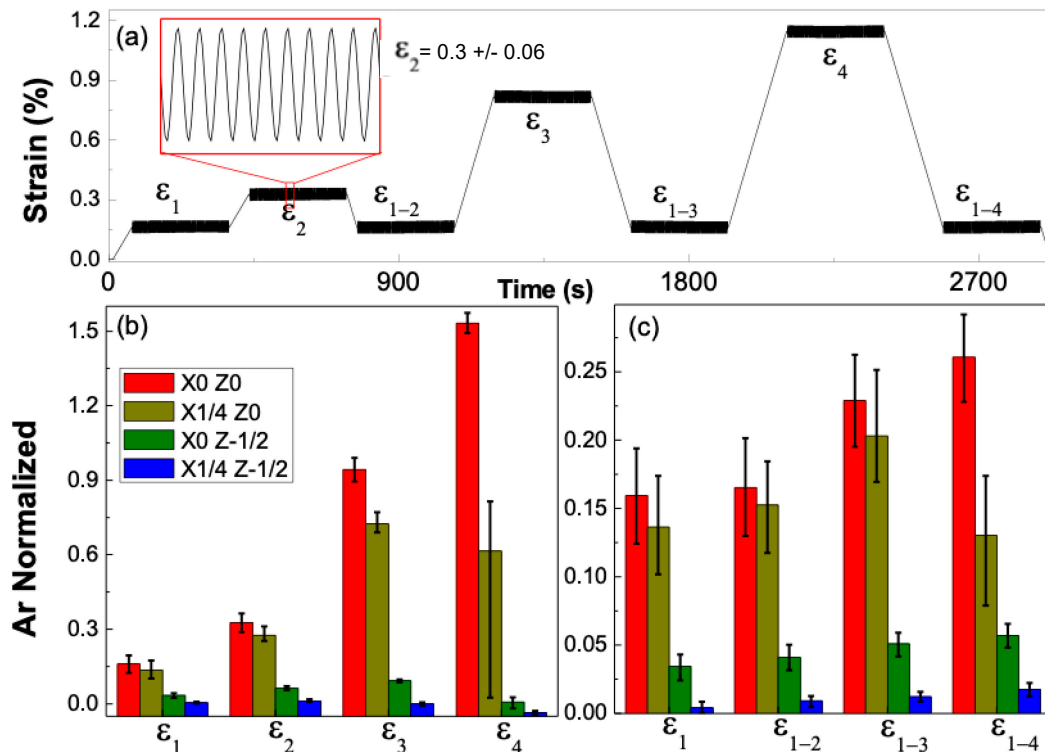 (a)
1.2
0.9
0.6
0.3
0.0
Strain (%)
ε₂ = 0.3 +/- 0.06
ε₁
ε₂
ε₁₋₂
ε₃
ε₁₋₃
ε₄
ε₁₋₄
0 900 1800 2700
Time (s)
(b)
1.5
1.2
0.9
0.6
0.3
0.0
Ar Normalized
X0 Z0
X1/4 Z0
X0 Z-1/2
X1/4 Z-1/2
ε₁ ε₂ ε₃ ε₄
(c)
0.25
0.20
0.15
0.10
0.05
0.00
ε₁ ε₁₋₂ ε₁₋₃ ε₁₋₄